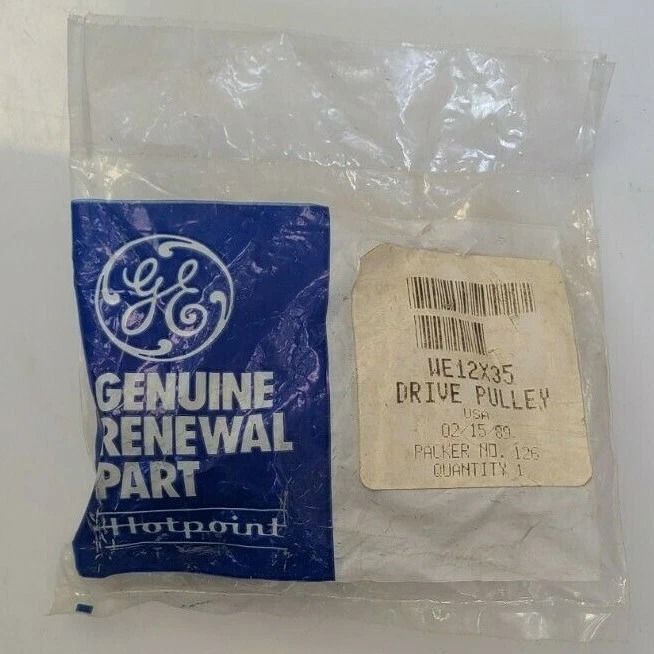 GE
GENUINE
RENEWAL
PART
Hotpoint
WE12X35
DRIVE PULLEY
USA
02/15/89
PACKER NO. 126
QUANTITY 1